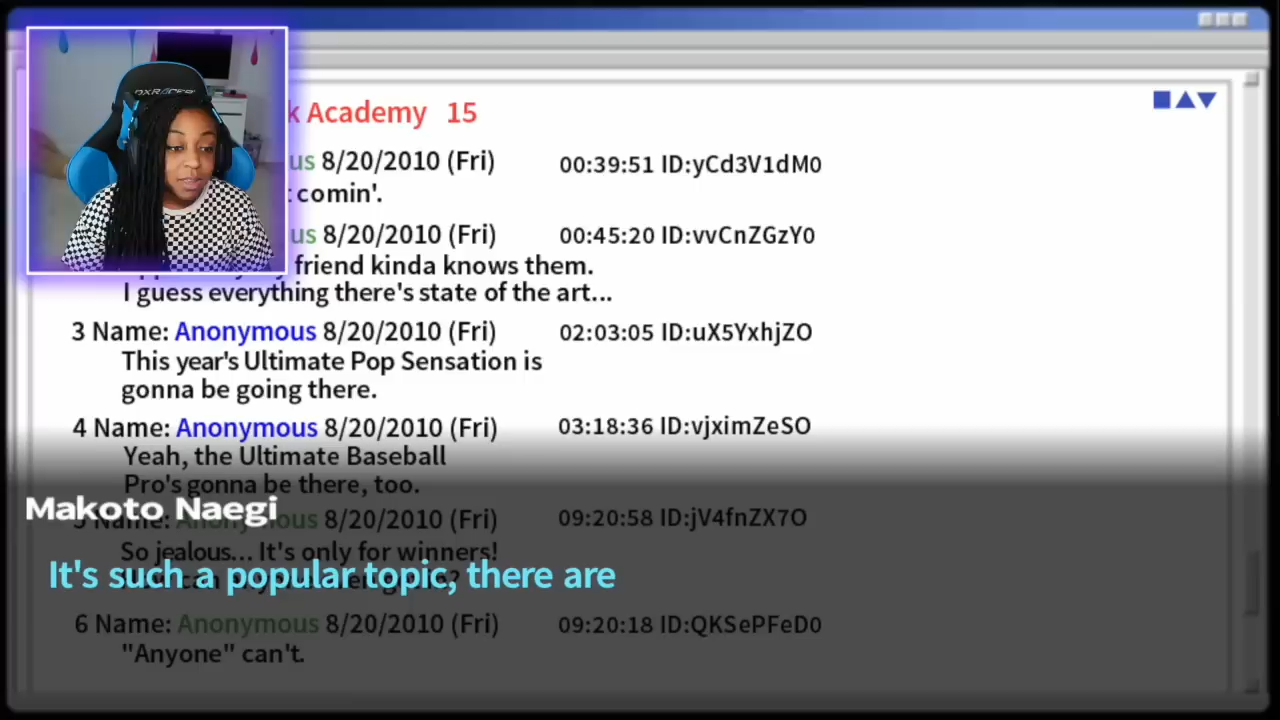 DXRACER
k Academy 15
us 8/20/2010 (Fri) 00:39:51 ID:yCd3V1dM0
comin'.
us 8/20/2010 (Fri) 00:45:20 ID:vvCnZGzY0
friend kinda knows them.
I guess everything there's state of the art...
3 Name: Anonymous 8/20/2010 (Fri) 02:03:05 ID:uX5YxhjZO
This year's Ultimate Pop Sensation is
gonna be going there.
4 Name: Anonymous 8/20/2010 (Fri) 03:18:36 ID:vjximZeSO
Yeah, the Ultimate Baseball
Pro's gonna be there, too.
Makoto Naegi
5 Name: Anonymous 8/20/2010 (Fri) 09:20:58 ID:jV4fnZX7O
So jealous... It's only for winners!
It's such a popular topic, there are
6 Name: Anonymous 8/20/2010 (Fri) 09:20:18 ID:QKSePFeD0
"Anyone" can't.